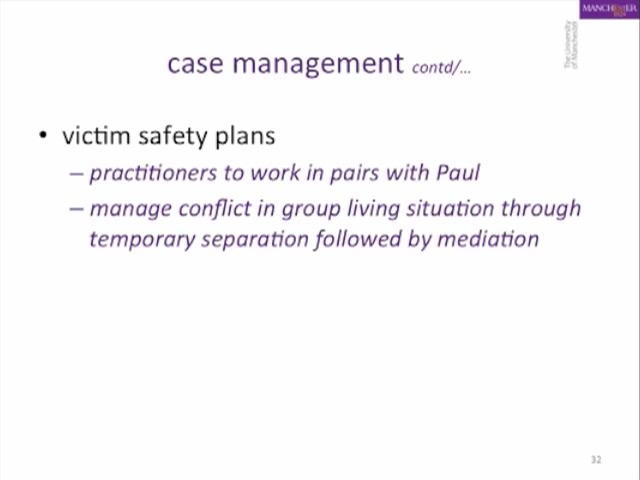 MANCHESTER
1824
The University
of Manchester
case management contd/...
• victim safety plans
– practitioners to work in pairs with Paul
– manage conflict in group living situation through
temporary separation followed by mediation
32